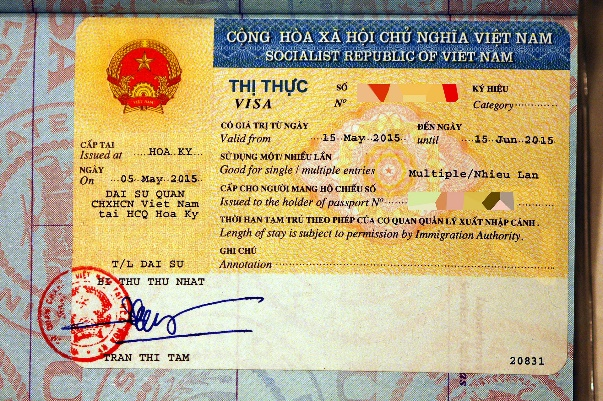 CỘNG HÒA XÃ HỘI CHỦ NGHĨA VIỆT NAM
SOCIALIST REPUBLIC OF VIET NAM
THỊ THỰC
VISA
SỐ
Nº
KÝ HIỆU
Category
CÓ GIÁ TRỊ TỪ NGÀY
Valid from 15 May 2015
ĐẾN NGÀY
until 15 Jun 2015
SỬ DỤNG MỘT/ NHIỀU LẦN
Good for single / multiple entries Multiple/Nhieu Lan
CẤP CHO NGƯỜI MANG HỘ CHIẾU SỐ
Issued to the holder of passport Nº
THỜI HẠN TẠM TRÚ THEO PHÉP CỦA CƠ QUAN QUẢN LÝ XUẤT NHẬP CẢNH.
Length of stay is subject to permission by Immigration Authority.
GHI CHÚ
Annotation
CẤP TẠI
Issued at HOA KY
NGÀY
On 05 May 2015
DAI SU QUAN
CHXHCN Viet Nam
tai HCQ Hoa Ky
T/L DAI SU
THU NHAT
TRAN THI TAM
20831